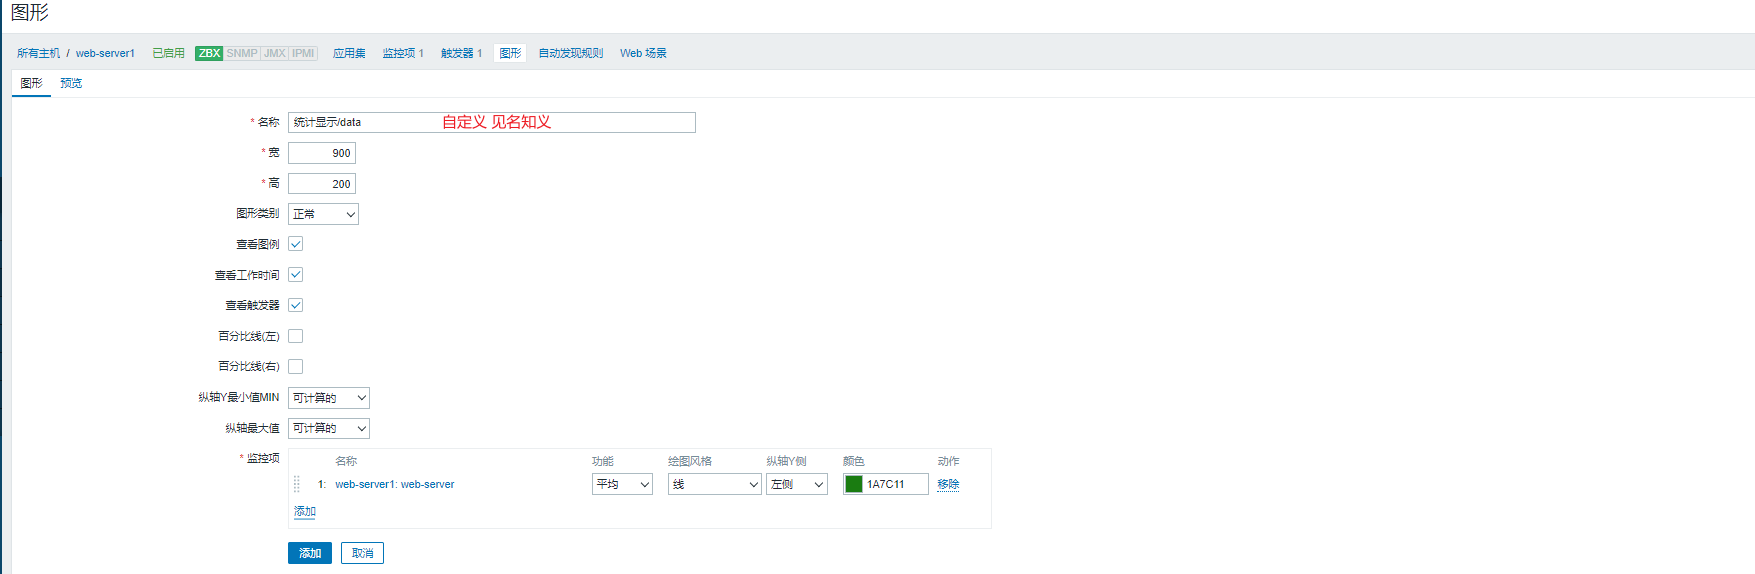 图形
所有主机 / web-server1 已启用 ZBX SNMP JMX IPMI 应用集 监控项 1 触发器 1 图形 自动发现规则 Web 场景
图形 预览
* 名称 统计显示/data 自定义 见名知义
* 宽 900
* 高 200
图形类别 正常
查看图例
查看工作时间
查看触发器
百分比线(左)
百分比线(右)
纵轴Y最小值MIN 可计算的
纵轴最大值 可计算的
* 监控项 名称 功能 绘图风格 纵轴Y侧 颜色 动作
1: web-server1: web-server 平均 线 左侧 1A7C11 移除
添加
添加 取消